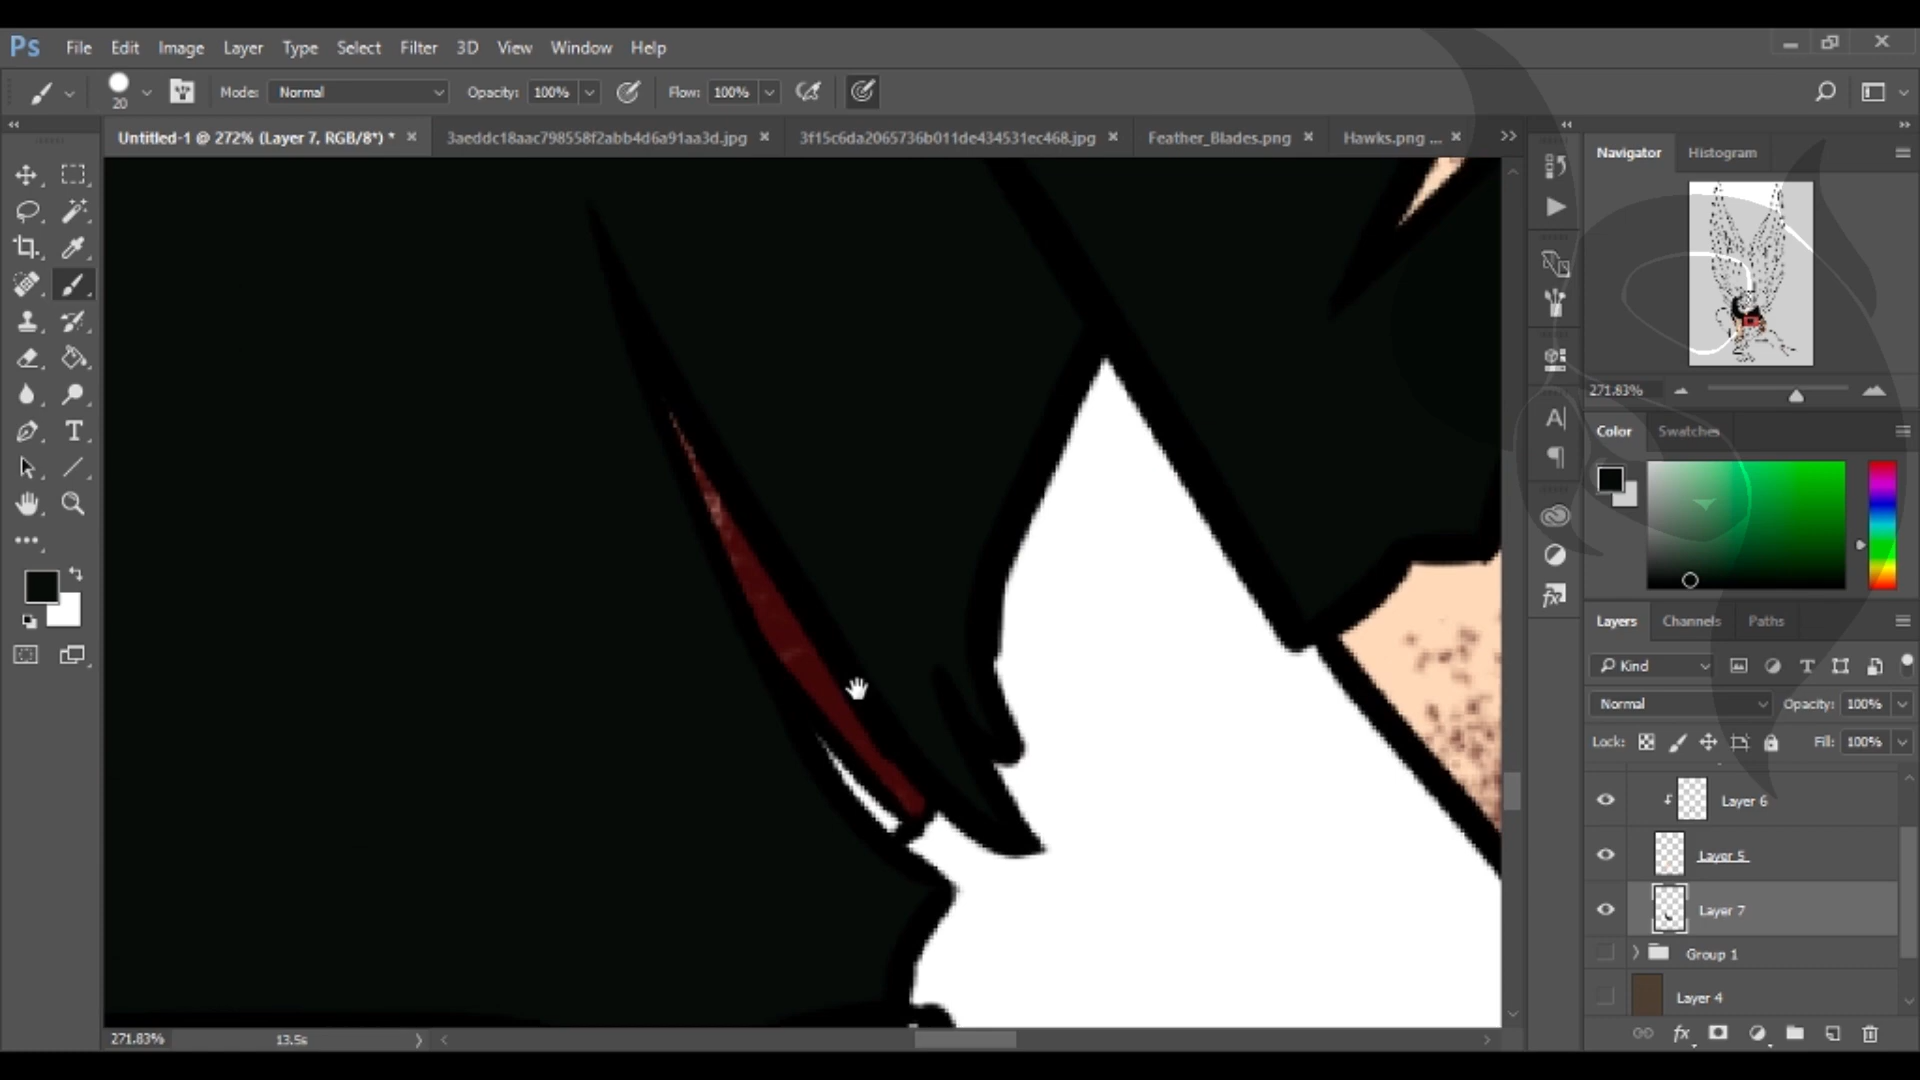 Ps File Edit Image Layer Type Select Filter 3D View Window Help
20 Mode: Normal Opacity: 100% Flow: 100%
Untitled-1 @ 272% (Layer 7, RGB/8*) * 3aeddc18aac798558f2abb4d6a91aa3d.jpg 3f15c6da2065736b011de434531ec468.jpg Feather_Blades.png Hawks.png ...
Navigator Histogram
271.83%
Color Swatches
Layers Channels Paths
Kind
Normal Opacity: 100%
Lock: Fill: 100%
Layer 6
Layer 5
Layer 7
Group 1
Layer 4
fx
271.83% 13.5s